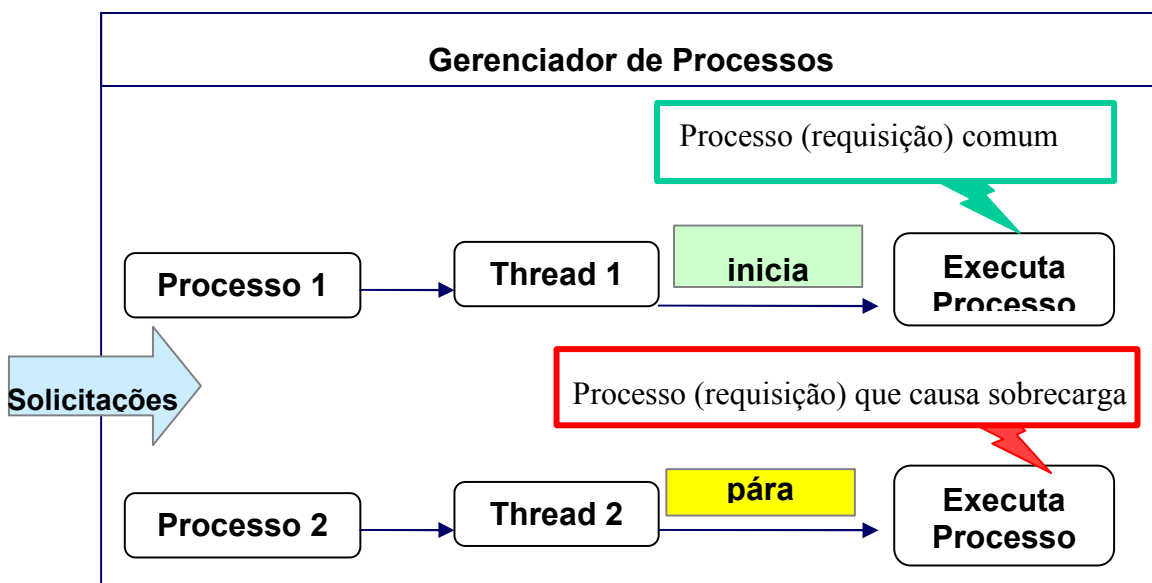 Gerenciador de Processos
Processo (requisição) comum
Processo 1
Thread 1
inicia
Executa
Processo
Solicitações
Processo (requisição) que causa sobrecarga
Processo 2
Thread 2
pára
Executa
Processo